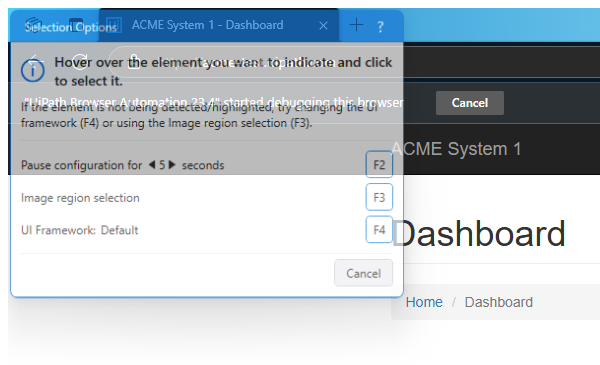 Selection Options
ACME System 1 - Dashboard
?
Hover over the element you want to indicate and click
to select it.
"UiPath Browser Automation 23.4" started debugging this browser
Cancel
If the element is not being detected/highlighted, try changing the UI
framework (F4) or using the Image region selection (F3).
ACME System 1
Pause configuration for 5 seconds
F2
Image region selection
F3
UI Framework: Default
F4
Dashboard
Cancel
Home / Dashboard